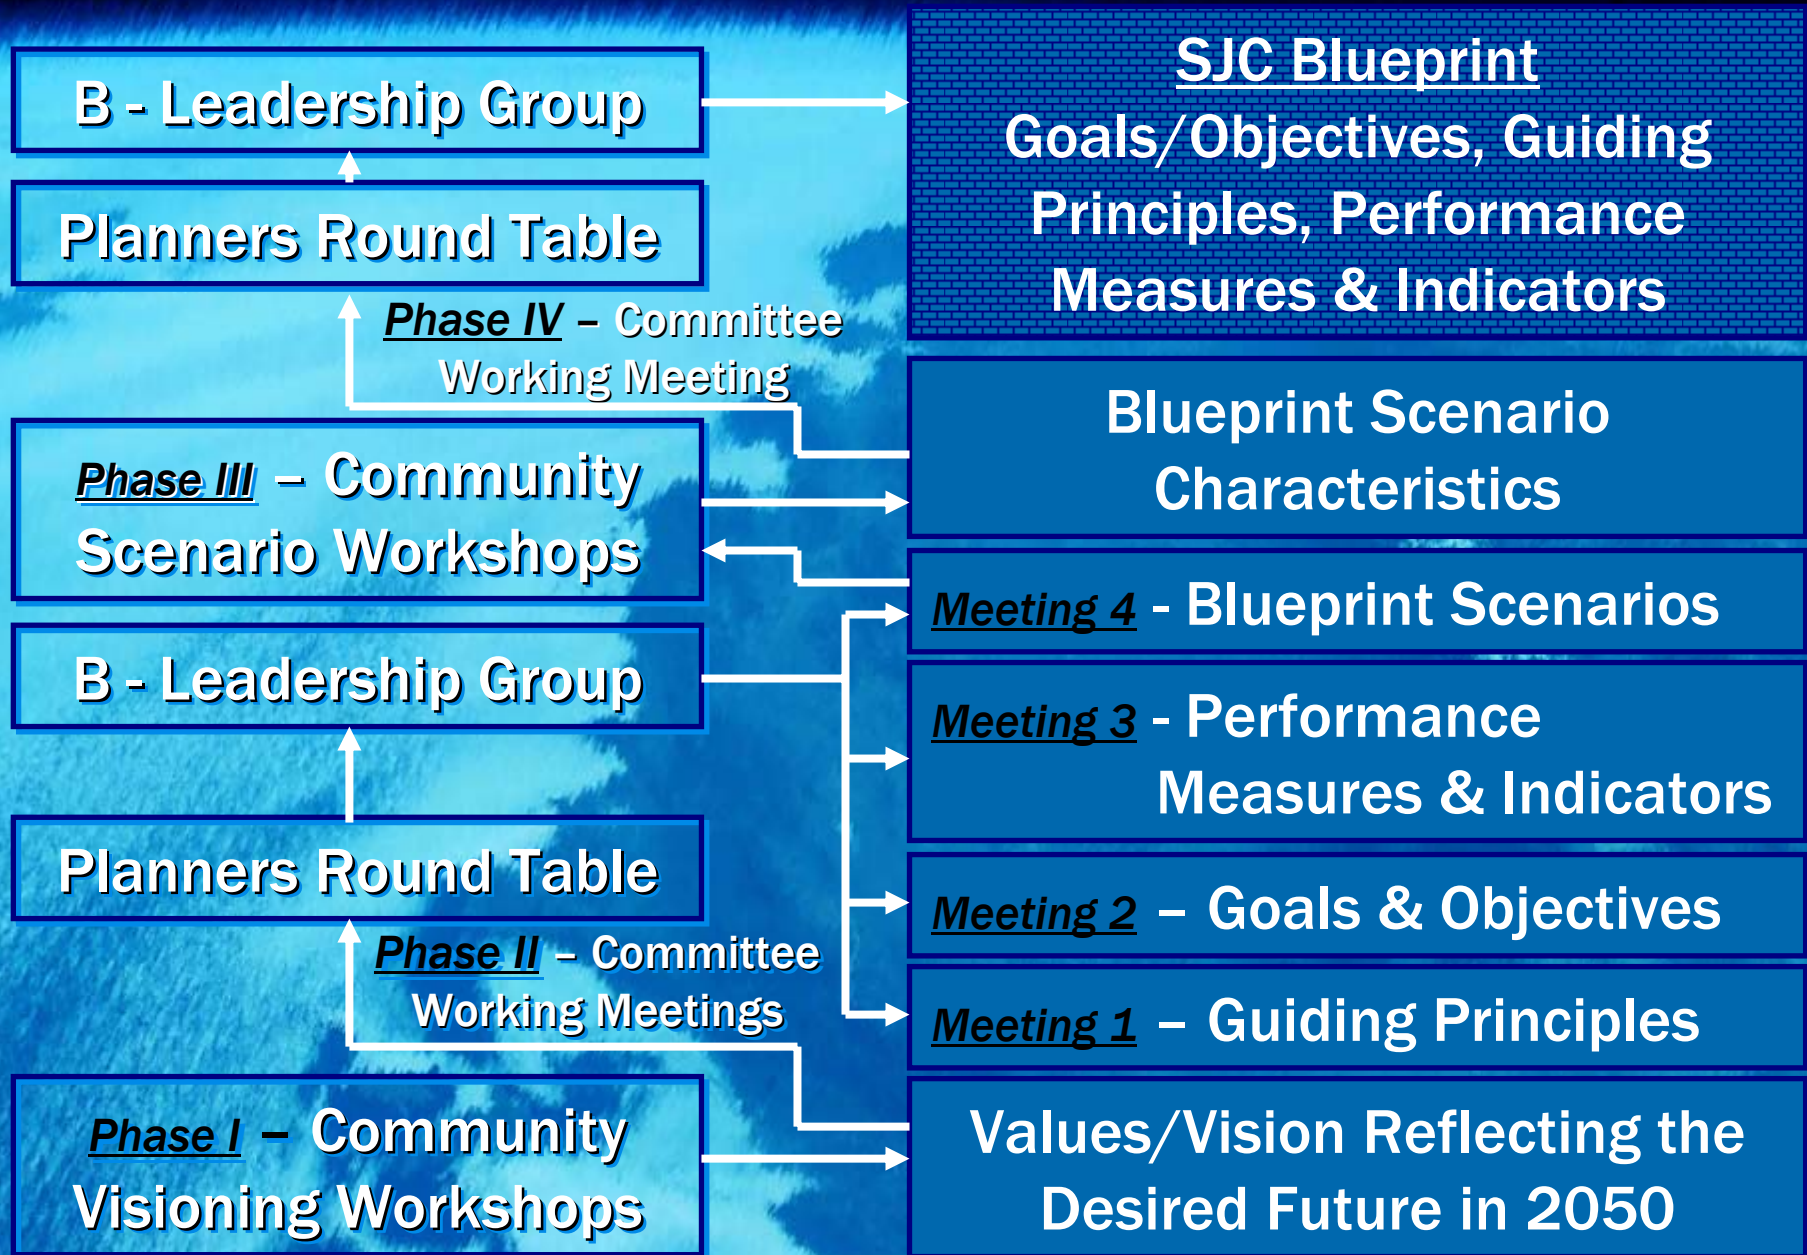 B - Leadership Group
Planners Round Table
Phase IV – Committee
Working Meeting
Phase III – Community
Scenario Workshops
B - Leadership Group
Planners Round Table
Phase II – Committee
Working Meetings
Phase I – Community
Visioning Workshops
SJC Blueprint
Goals/Objectives, Guiding
Principles, Performance
Measures & Indicators
Blueprint Scenario
Characteristics
Meeting 4 - Blueprint Scenarios
Meeting 3 - Performance
Measures & Indicators
Meeting 2 – Goals & Objectives
Meeting 1 – Guiding Principles
Values/Vision Reflecting the
Desired Future in 2050